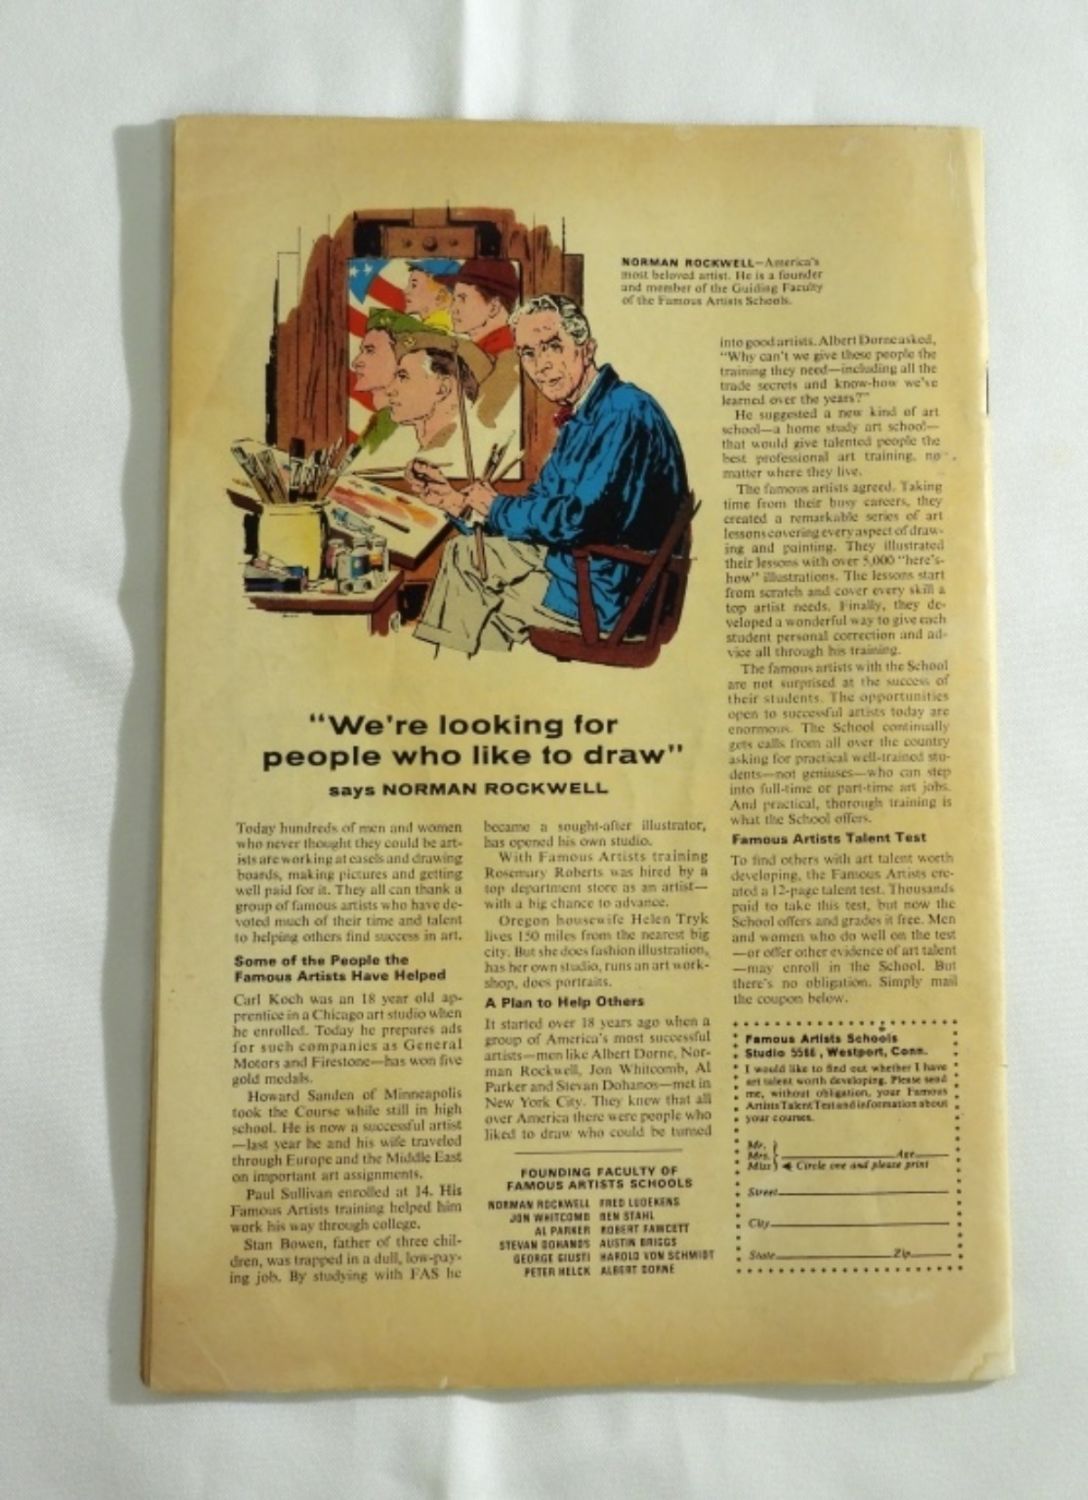 NORMAN ROCKWELL—America's
most beloved artist. He is a founder
and member of the Guiding Faculty
of the Famous Artists Schools.
"We're looking for
people who like to draw"
says NORMAN ROCKWELL
Today hundreds of men and women
who never thought they could be art-
ists are working at easels and drawing
boards, making pictures and getting
well paid for it. They all can thank a
group of famous artists who have de-
voted much of their time and talent
to helping others find success in art.
Some of the People the
Famous Artists Have Helped
Carl Koch was an 18 year old ap-
prentice in a Chicago art studio when
he enrolled. Today he prepares ads
for such companies as General
Motors and Firestone—has won five
gold medals.
Howard Sanden of Minneapolis
took the Course while still in high
school. He is now a successful artist
—last year he and his wife traveled
through Europe and the Middle East
on important art assignments.
Paul Sullivan enrolled at 14. His
Famous Artists training helped him
work his way through college.
Stan Bowen, father of three chil-
dren, was trapped in a dull, low-pay-
ing job. By studying with FAS he
became a sought-after illustrator,
has opened his own studio.
With Famous Artists training
Rosemary Roberts was hired by a
top department store as an artist—
with a big chance to advance.
Oregon housewife Helen Tryk
lives 150 miles from the nearest big
city. But she does fashion illustration,
has her own studio, runs an art work-
shop, does portraits.
A Plan to Help Others
It started over 18 years ago when a
group of America's most successful
artists—men like Albert Dorne, Nor-
man Rockwell, Jon Whitcomb, Al
Parker and Stevan Dohanos—met in
New York City. They knew that all
over America there were people who
liked to draw who could be turned
FOUNDING FACULTY OF
FAMOUS ARTISTS SCHOOLS
NORMAN ROCKWELL FRED LUDEKENS
JON WHITCOMB BEN STAHL
AL PARKER ROBERT FAWCETT
STEVAN DOHANOS AUSTIN BRIGGS
GEORGE GIUSTI HAROLD VON SCHMIDT
PETER HELCK ALBERT DORNE
into good artists. Albert Dorne asked,
"Why can't we give these people the
training they need—including all the
trade secrets and know-how we've
learned over the years?"
He suggested a new kind of art
school—a home study art school—
that would give talented people the
best professional art training, no
matter where they live.
The famous artists agreed. Taking
time from their busy careers, they
created a remarkable series of art
lessons covering every aspect of draw-
ing and painting. They illustrated
their lessons with over 5,000 "here's-
how" illustrations. The lessons start
from scratch and cover every skill a
top artist needs. Finally, they de-
veloped a wonderful way to give each
student personal correction and ad-
vice all through his training.
The famous artists with the School
are not surprised at the success of
their students. The opportunities
open to successful artists today are
enormous. The School continually
gets calls from all over the country
asking for practical well-trained stu-
dents—not geniuses—who can step
into full-time or part-time art jobs.
And practical, thorough training is
what the School offers.
Famous Artists Talent Test
To find others with art talent worth
developing, the Famous Artists cre-
ated a 12-page talent test. Thousands
paid to take this test, but now the
School offers and grades it free. Men
and women who do well on the test
—or offer other evidence of art talent
—may enroll in the School. But
there's no obligation. Simply mail
the coupon below.
Famous Artists Schools
Studio 5566, Westport, Conn.
I would like to find out whether I have
art talent worth developing. Please send
me, without obligation, your Famous
Artists Talent Test and information about
your courses.
Mr.
Mrs. Age
Miss Circle one and please print
Street
City
State Zip